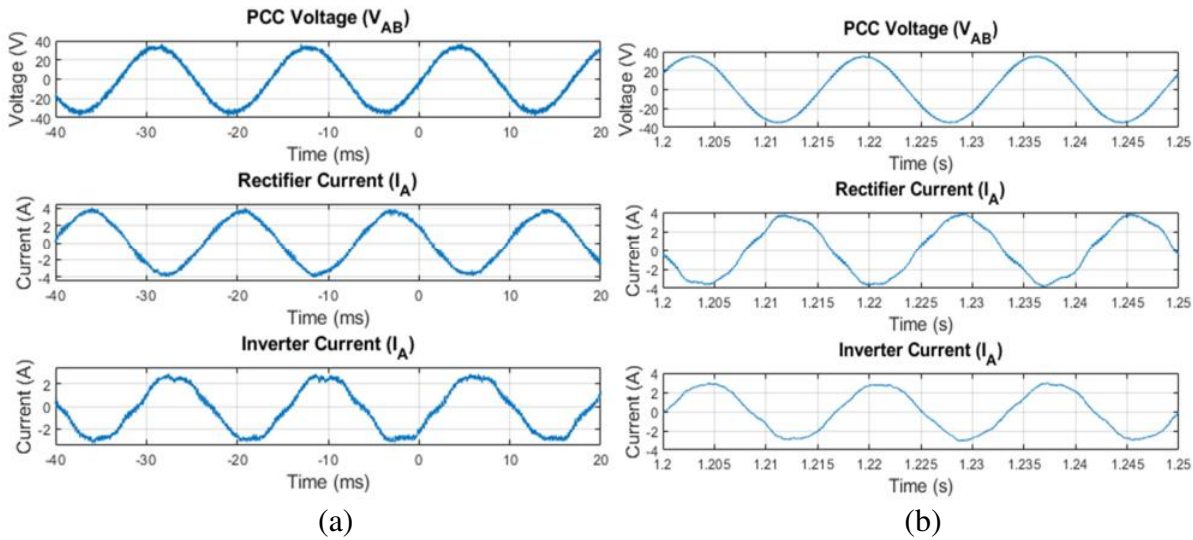 PCC Voltage (V_AB)
Voltage (V)
40
20
0
-20
-40
-40 -30 -20 -10 0 10 20
Time (ms)
Rectifier Current (I_A)
Current (A)
4
2
0
-2
-4
-40 -30 -20 -10 0 10 20
Time (ms)
Inverter Current (I_A)
Current (A)
2
0
-2
-40 -30 -20 -10 0 10 20
Time (ms)
(a)
PCC Voltage (V_AB)
Voltage (V)
40
20
0
-20
-40
1.2 1.205 1.21 1.215 1.22 1.225 1.23 1.235 1.24 1.245 1.25
Time (s)
Rectifier Current (I_A)
Current (A)
4
2
0
-2
-4
1.2 1.205 1.21 1.215 1.22 1.225 1.23 1.235 1.24 1.245 1.25
Time (s)
Inverter Current (I_A)
Current (A)
4
2
0
-2
-4
1.2 1.205 1.21 1.215 1.22 1.225 1.23 1.235 1.24 1.245 1.25
Time (s)
(b)